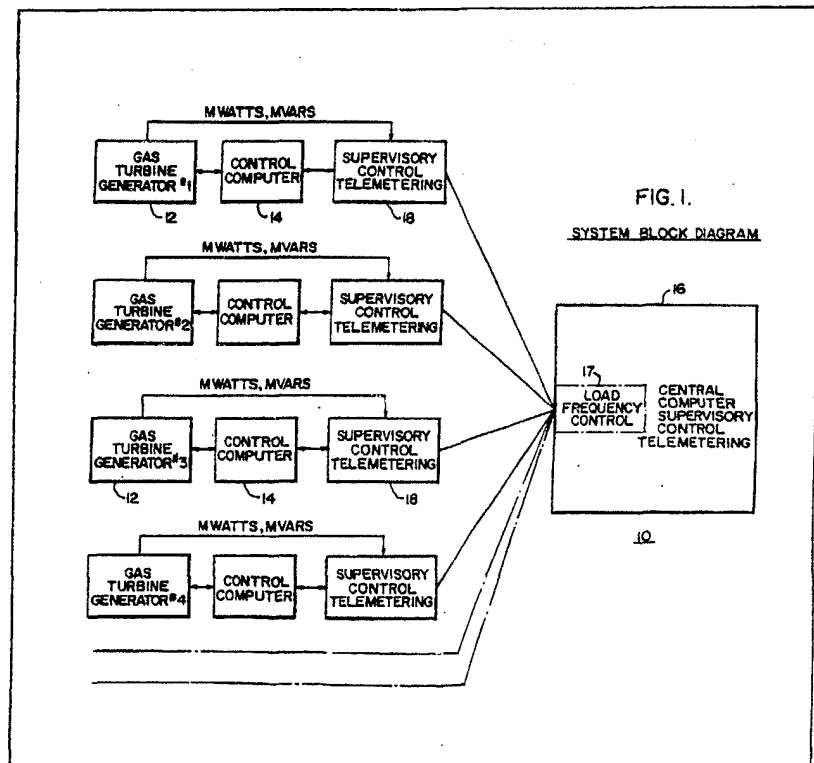 MWATTS, MVARS
GAS
TURBINE
GENERATOR #1
CONTROL
COMPUTER
SUPERVISORY
CONTROL
TELEMETERING
12
14
18
MWATTS, MVARS
GAS
TURBINE
GENERATOR #2
CONTROL
COMPUTER
SUPERVISORY
CONTROL
TELEMETERING
MWATTS, MVARS
GAS
TURBINE
GENERATOR #3
CONTROL
COMPUTER
SUPERVISORY
CONTROL
TELEMETERING
12
14
18
MWATTS, MVARS
GAS
TURBINE
GENERATOR #4
CONTROL
COMPUTER
SUPERVISORY
CONTROL
TELEMETERING
FIG. 1.
SYSTEM BLOCK DIAGRAM
16
17
LOAD
FREQUENCY
CONTROL
CENTRAL
COMPUTER
SUPERVISORY
CONTROL
TELEMETERING
10